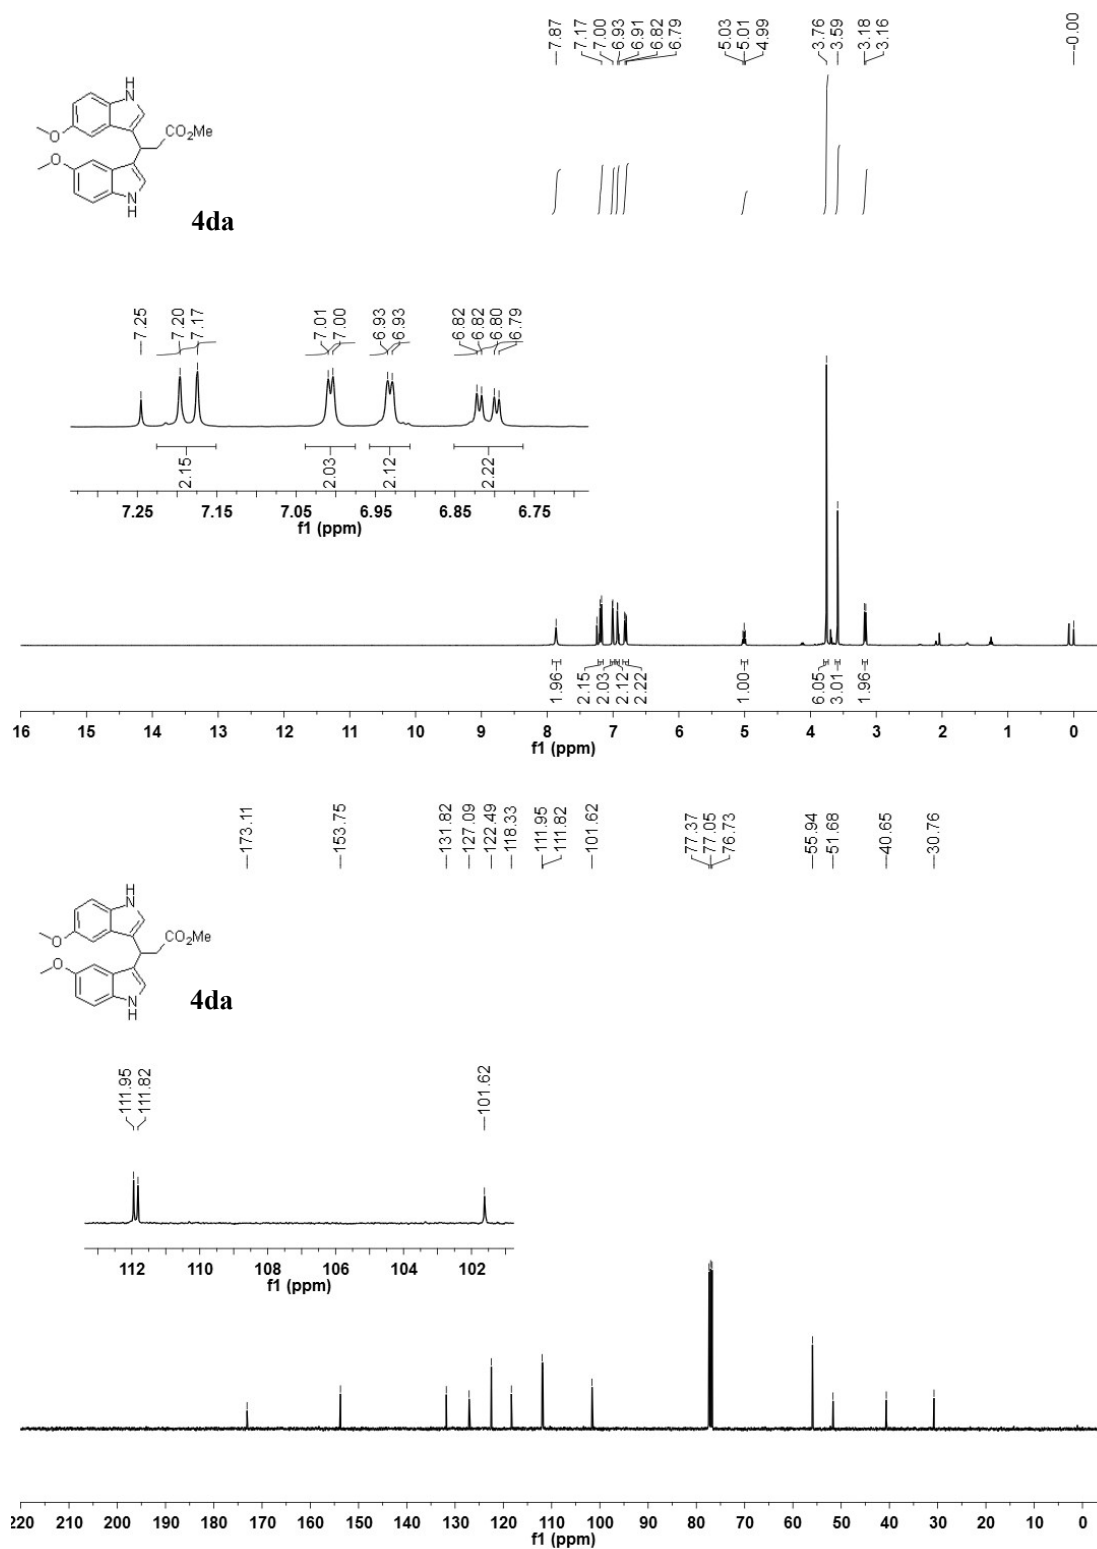 7.87 7.17 7.00 6.93 6.91 6.82 6.79 5.03 5.01 4.99 3.76 3.59 3.18 3.16 -0.00
H
N
O
CO₂Me
O
N
H
4da
7.25 7.20 7.17 7.01 7.00 6.93 6.93 6.82 6.82 6.80 6.79
2.15 2.03 2.12 2.22
7.25 7.15 7.05 6.95 6.85 6.75
f1 (ppm)
1.96 2.15 2.03 2.12 2.22 1.00 6.05 3.01 1.96
16 15 14 13 12 11 10 9 8 7 6 5 4 3 2 1 0
f1 (ppm)
173.11 153.75 131.82 127.09 122.49 118.33 111.95 111.82 101.62 77.37 77.05 76.73 55.94 51.68 40.65 30.76
H
N
O
CO₂Me
O
N
H
4da
111.95 111.82 101.62
112 110 108 106 104 102
f1 (ppm)
220 210 200 190 180 170 160 150 140 130 120 110 100 90 80 70 60 50 40 30 20 10 0
f1 (ppm)